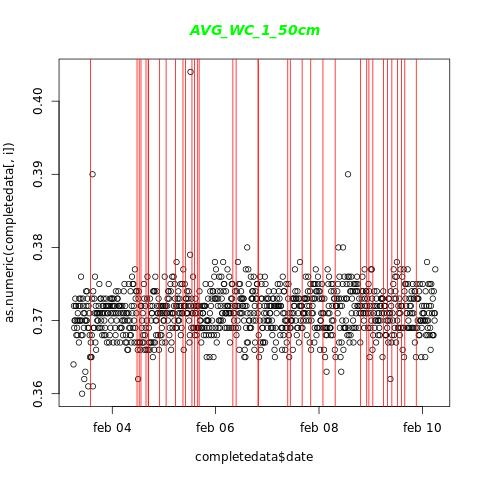 AVG_WC_1_50cm
as.numeric(completedata[, i])
0.40
0.39
0.38
0.37
0.36
feb 04
feb 06
feb 08
feb 10
completedata$date